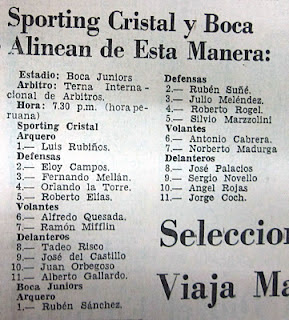 Sporting Cristal y Boca
Alinean de Esta Manera:
Estadio: Boca Juniors
Arbitro: Terna Interna-
cional de Arbitros.
Hora: 7.30 p.m. (hora pe-
ruana)
Sporting Cristal
Arquero
1.— Luis Rubiños.
Defensas
2.— Eloy Campos.
3.— Fernando Mellán.
4.— Orlando la Torre.
5.— Roberto Elías.
Volantes
6.— Alfredo Quesada.
7.— Ramón Mifflin
Delanteros
8.— Tadeo Risco
9.— José del Castillo
10.— Juan Orbegoso
11.— Alberto Gallardo.
Boca Juniors
Arquero
1.— Rubén Sánchez.
Defensas
2.— Rubén Suñé.
3.— Julio Meléndez.
4.— Roberto Rogel.
5.— Silvio Marzzolini
Volantes
6.— Antonio Cabrera.
7.— Norberto Madurga
Delanteros
8.— José Palacios
9.— Sergio Novello
10.— Angel Rojas
11.— Jorge Coch.
Seleccion
Viaja Ma